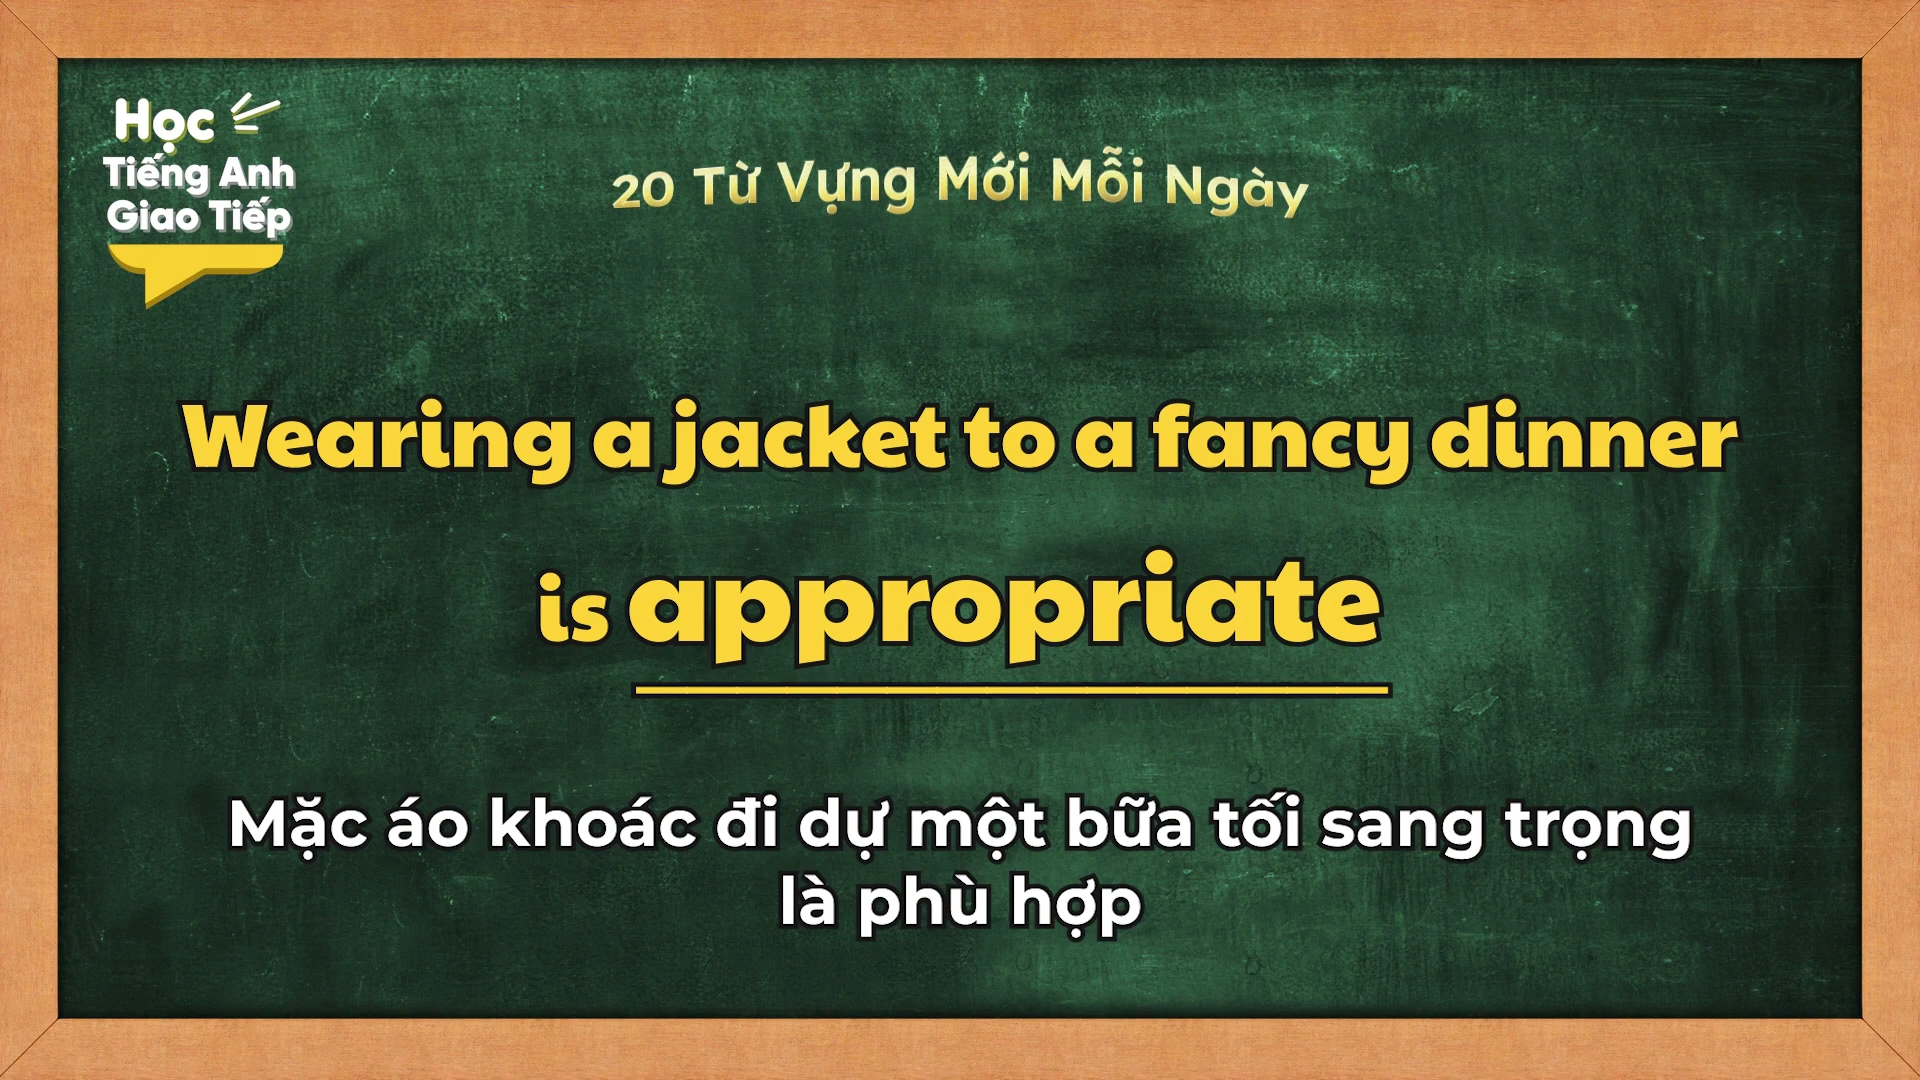 Học
Tiếng Anh
Giao Tiếp
20 Từ Vựng Mới Mỗi Ngày
Wearing a jacket to a fancy dinner
is appropriate
Mặc áo khoác đi dự một bữa tối sang trọng
là phù hợp